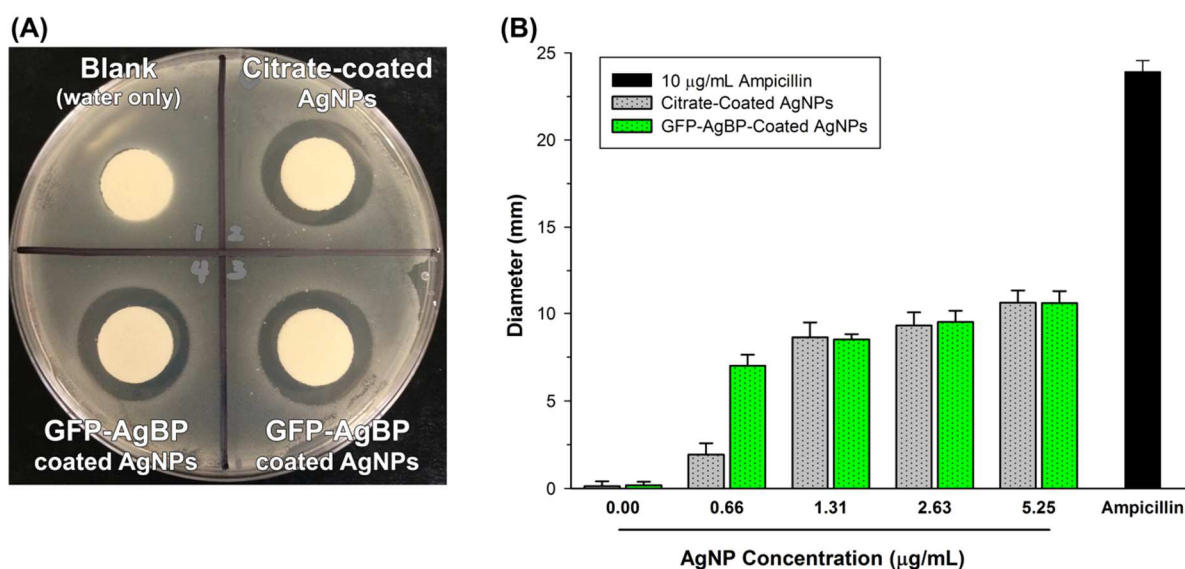 (A)
Blank
(water only)
Citrate-coated
AgNPs
1 2
4 3
GFP-AgBP
coated AgNPs
GFP-AgBP
coated AgNPs
(B)
25
20
15
10
5
0
Diameter (mm)
10 µg/mL Ampicillin
Citrate-Coated AgNPs
GFP-AgBP-Coated AgNPs
0.00 0.66 1.31 2.63 5.25 Ampicillin
AgNP Concentration (µg/mL)